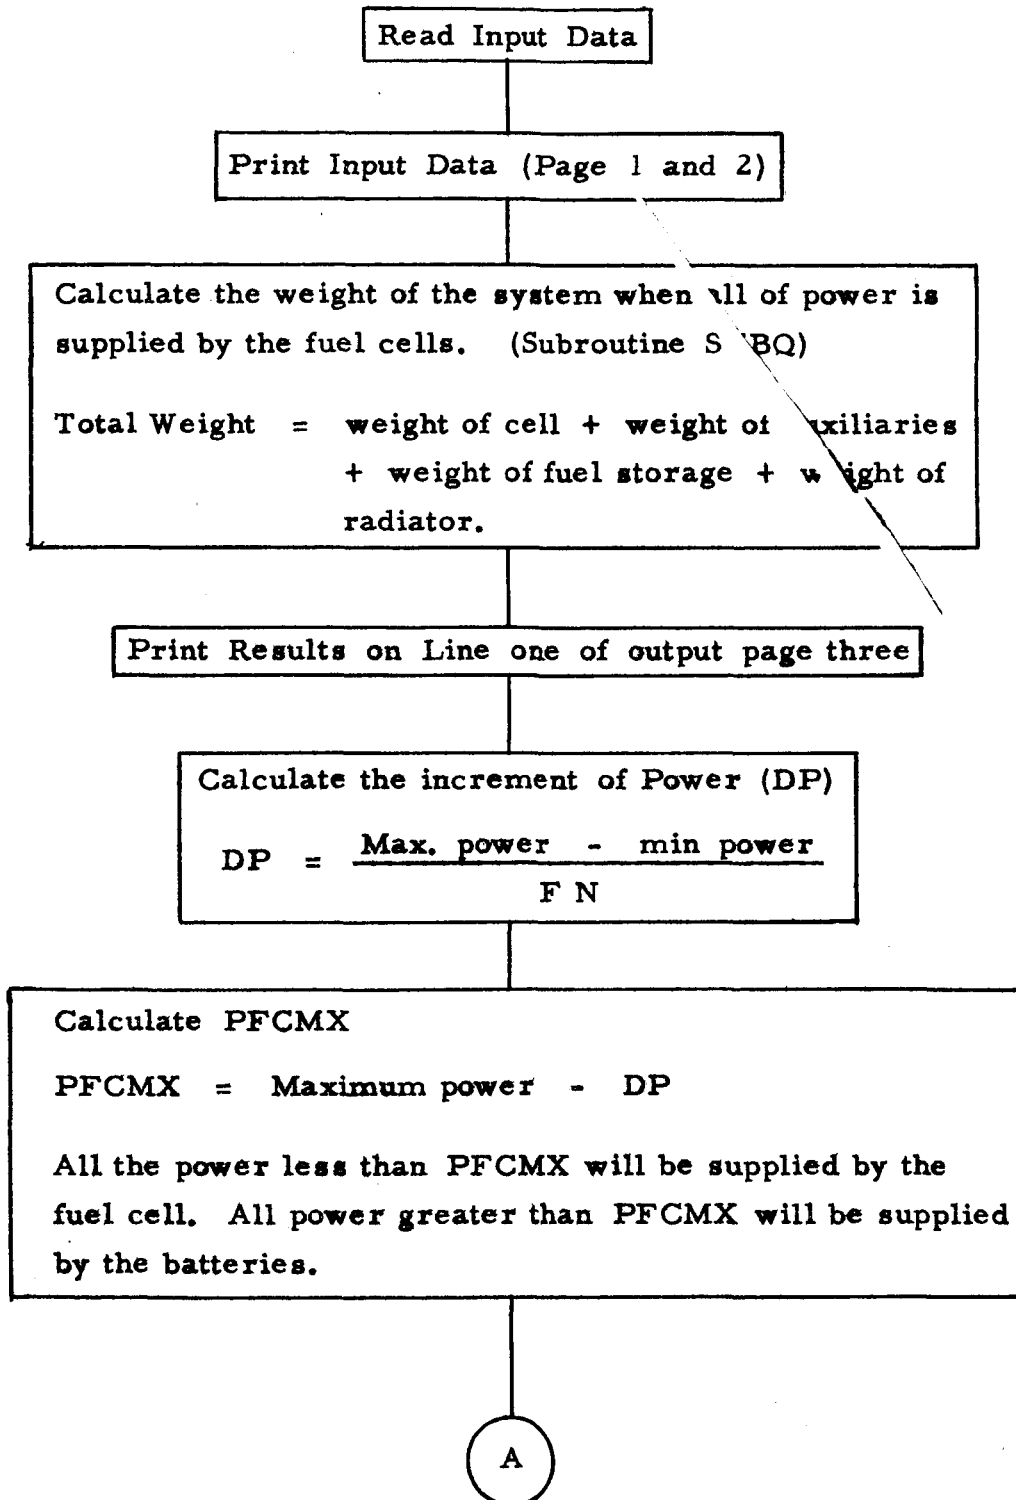 Read Input Data
Print Input Data (Page 1 and 2)
Calculate the weight of the system when all of power is
supplied by the fuel cells. (Subroutine
Total Weight = weight of cell + weight of auxiliaries
+ weight of fuel storage + weight of
radiator.
Print Results on Line one of output page three
Calculate the increment of Power (DP)
DP = Max. power - min power
F N
Calculate PFCMX
PFCMX = Maximum power - DP
All the power less than PFCMX will be supplied by the
fuel cell. All power greater than PFCMX will be supplied
by the batteries.
A